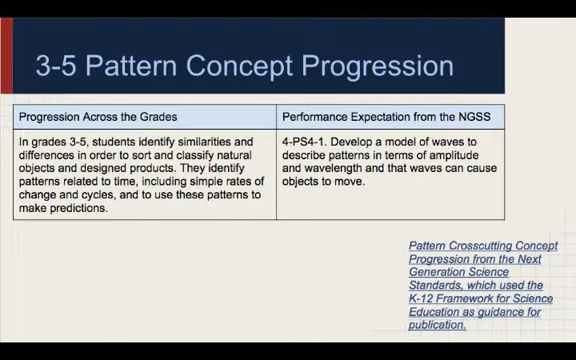 3-5 Pattern Concept Progression
Progression Across the Grades
Performance Expectation from the NGSS
In grades 3-5, students identify similarities and
differences in order to sort and classify natural
objects and designed products. They identify
patterns related to time, including simple rates of
change and cycles, and to use these patterns to
make predictions.
4-PS4-1. Develop a model of waves to
describe patterns in terms of amplitude
and wavelength and that waves can cause
objects to move.
Pattern Crosscutting Concept
Progression from the Next
Generation Science
Standards, which used the
K-12 Framework for Science
Education as guidance for
publication.